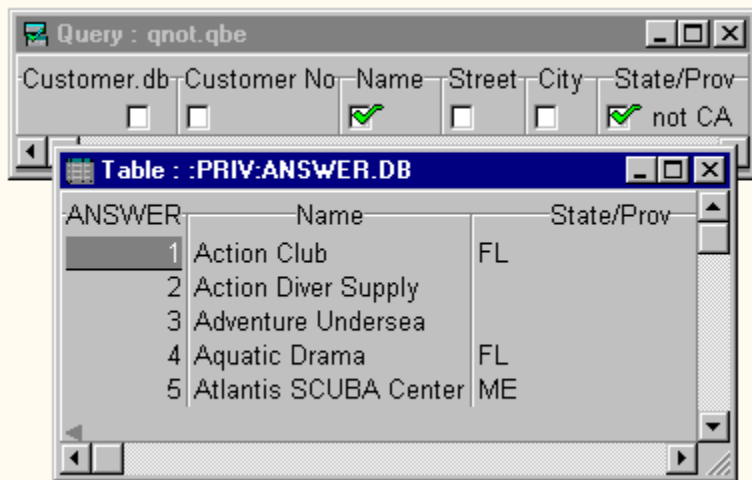 Query : qnot.qbe
Customer.db Customer No Name Street City State/Prov
not CA
Table : :PRIV:ANSWER.DB
ANSWER Name State/Prov
1 Action Club FL
2 Action Diver Supply
3 Adventure Undersea
4 Aquatic Drama FL
5 Atlantis SCUBA Center ME